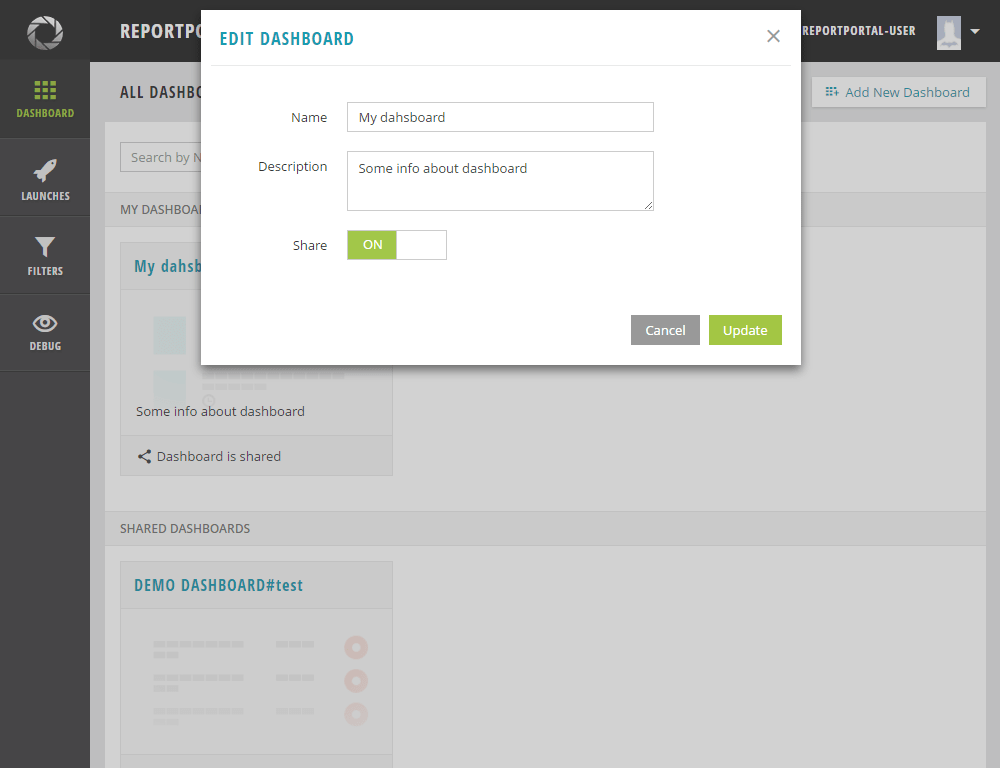 REPORTPO
REPORTPORTAL-USER
EDIT DASHBOARD
DASHBOARD
LAUNCHES
FILTERS
DEBUG
ALL DASHBO
Add New Dashboard
Name
My dahsboard
Description
Some info about dashboard
Share
ON
Cancel
Update
Search by N
MY DASHBOA
My dahsb
Some info about dashboard
Dashboard is shared
SHARED DASHBOARDS
DEMO DASHBOARD#test